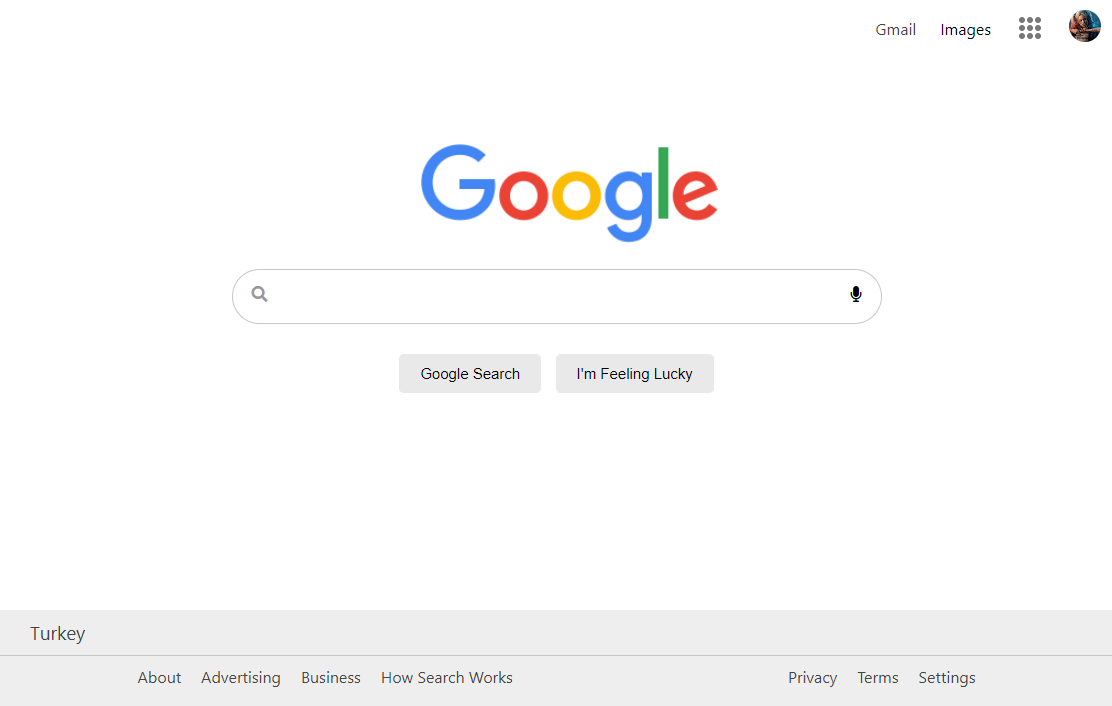 Gmail Images
Google
Google Search I'm Feeling Lucky
Turkey
About Advertising Business How Search Works Privacy Terms Settings